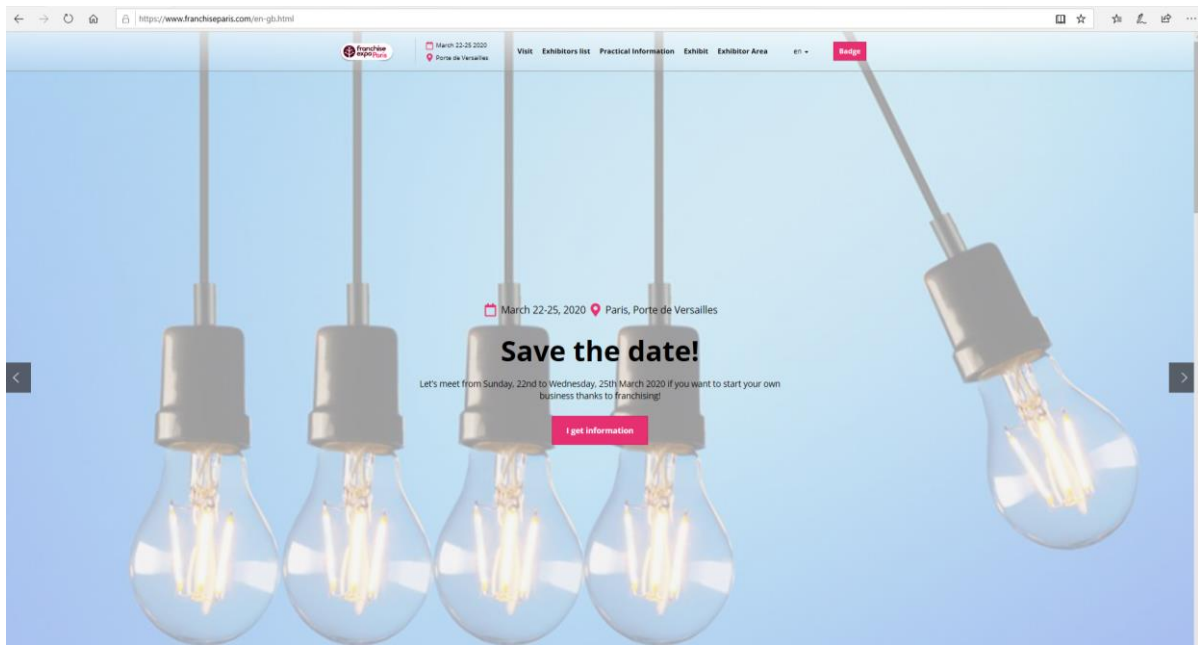 https://www.franchiseparis.com/en-gb.html
franchise
expo Paris
March 22-25 2020
Porte de Versailles
Visit Exhibitors list Practical Information Exhibit Exhibitor Area en Badge
March 22-25, 2020 Paris, Porte de Versailles
Save the date!
Let's meet from Sunday, 22nd to Wednesday, 25th March 2020 if you want to start your own
business thanks to franchising!
I get information